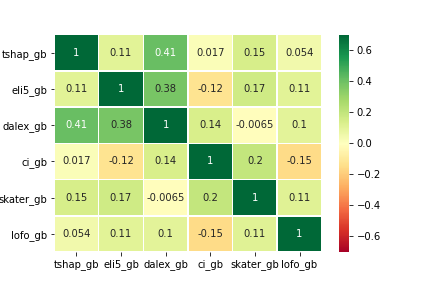 tshap_gb 1 0.11 0.41 0.017 0.15 0.054
eli5_gb 0.11 1 0.38 -0.12 0.17 0.11
dalex_gb 0.41 0.38 1 0.14 -0.0065 0.1
ci_gb 0.017 -0.12 0.14 1 0.2 -0.15
skater_gb 0.15 0.17 -0.0065 0.2 1 0.11
lofo_gb 0.054 0.11 0.1 -0.15 0.11 1
tshap_gb eli5_gb dalex_gb ci_gb skater_gb lofo_gb
0.6
0.4
0.2
0.0
−0.2
−0.4
−0.6